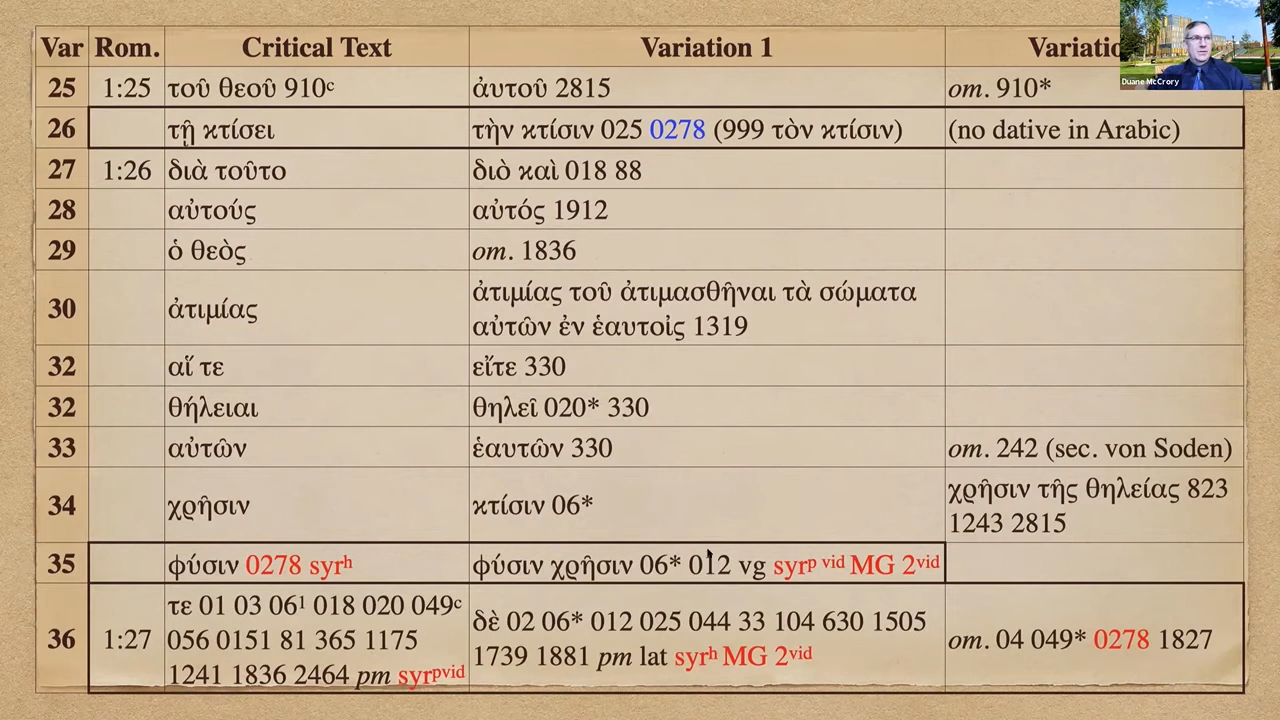 Var Rom. Critical Text Variation 1 Variatio
Duane McCrory
25 1:25 τοῦ θεοῦ 910ᶜ ἀυτοῦ 2815 om. 910*
26 τῇ κτίσει τὴν κτίσιν 025 0278 (999 τὸν κτίσιν) (no dative in Arabic)
27 1:26 διὰ τοῦτο διὸ καὶ 018 88
28 αὐτούς αὐτός 1912
29 ὁ θεὸς om. 1836
30 ἀτιμίας ἀτιμίας τοῦ ἀτιμασθῆναι τὰ σώματα
αὐτῶν ἐν ἑαυτοἰς 1319
32 αἵ τε εἴτε 330
32 θήλειαι θηλεῖ 020* 330
33 αὐτῶν ἑαυτῶν 330 om. 242 (sec. von Soden)
34 χρῆσιν κτίσιν 06* χρῆσιν τῆς θηλείας 823
1243 2815
35 φύσιν 0278 syrʰ φύσιν χρῆσιν 06* 012 vg syrᵖ ᵛⁱᵈ MG 2ᵛⁱᵈ
36 1:27 τε 01 03 06¹ 018 020 049ᶜ
056 0151 81 365 1175
1241 1836 2464 pm syrᵖᵛⁱᵈ
δὲ 02 06* 012 025 044 33 104 630 1505
1739 1881 pm lat syrʰ MG 2ᵛⁱᵈ
om. 04 049* 0278 1827